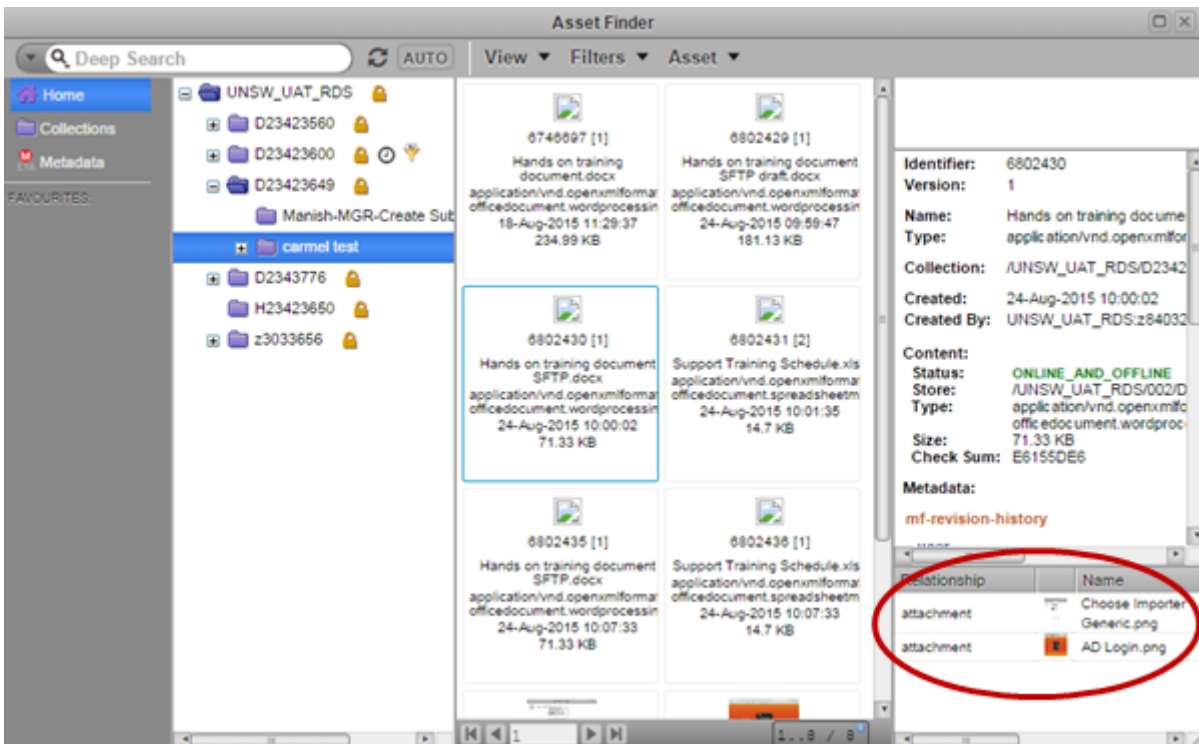 Asset Finder
Deep Search
AUTO
View
Filters
Asset
Home
Collections
Metadata
FAVOURITES:
UNSW_UAT_RDS
D23423560
D23423600
D23423649
Manish-MGR-Create Sub
carmel test
D2343776
H23423650
z3033656
6746697 [1]
Hands on training
document.docx
application/vnd.openxmlformat
officedocument.wordprocessin
18-Aug-2015 11:29:37
234.99 KB
6802429 [1]
Hands on training document
SFTP draft.docx
application/vnd.openxmlformat
officedocument.wordprocessin
24-Aug-2015 09:59:47
181.13 KB
6802430 [1]
Hands on training document
SFTP.docx
application/vnd.openxmlformat
officedocument.wordprocessin
24-Aug-2015 10:00:02
71.33 KB
6802431 [2]
Support Training Schedule.xls
application/vnd.openxmlformat
officedocument.spreadsheetm
24-Aug-2015 10:01:35
14.7 KB
6802435 [1]
Hands on training document
SFTP.docx
application/vnd.openxmlformat
officedocument.wordprocessin
24-Aug-2015 10:07:33
71.33 KB
6802436 [1]
Support Training Schedule.xls
application/vnd.openxmlformat
officedocument.spreadsheetm
24-Aug-2015 10:07:33
14.7 KB
1
1..8 / 8
Identifier: 6802430
Version: 1
Name: Hands on training docume
Type: application/vnd.openxmlfor
Collection: /UNSW_UAT_RDS/D2342
Created: 24-Aug-2015 10:00:02
Created By: UNSW_UAT_RDS:z84032
Content:
Status: ONLINE_AND_OFFLINE
Store: /UNSW_UAT_RDS/002/D
Type: application/vnd.openxmlfo
officedocument.wordproc
Size: 71.33 KB
Check Sum: E6155DE6
Metadata:
mf-revision-history
Relationship Name
attachment Choose Importer
Generic.png
attachment AD Login.png